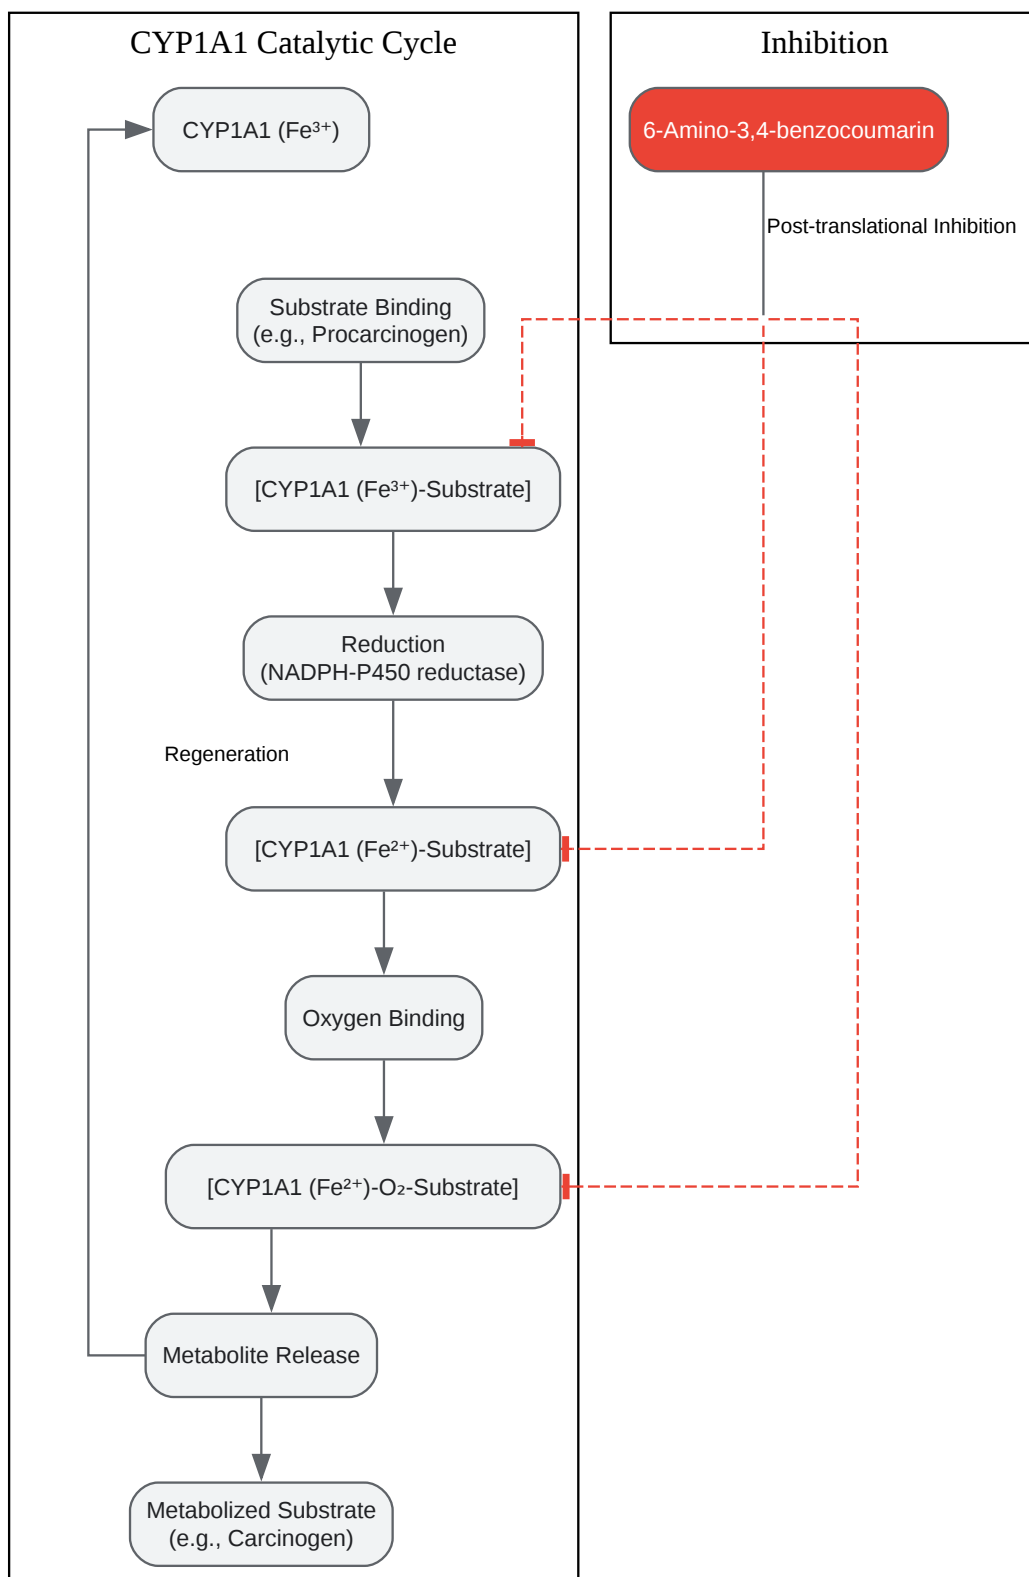 CYP1A1 Catalytic Cycle
Inhibition
CYP1A1 (Fe³⁺)
6-Amino-3,4-benzocoumarin
Post-translational Inhibition
Substrate Binding
(e.g., Procarcinogen)
[CYP1A1 (Fe³⁺)-Substrate]
Reduction
(NADPH-P450 reductase)
Regeneration
[CYP1A1 (Fe²⁺)-Substrate]
Oxygen Binding
[CYP1A1 (Fe²⁺)-O₂-Substrate]
Metabolite Release
Metabolized Substrate
(e.g., Carcinogen)